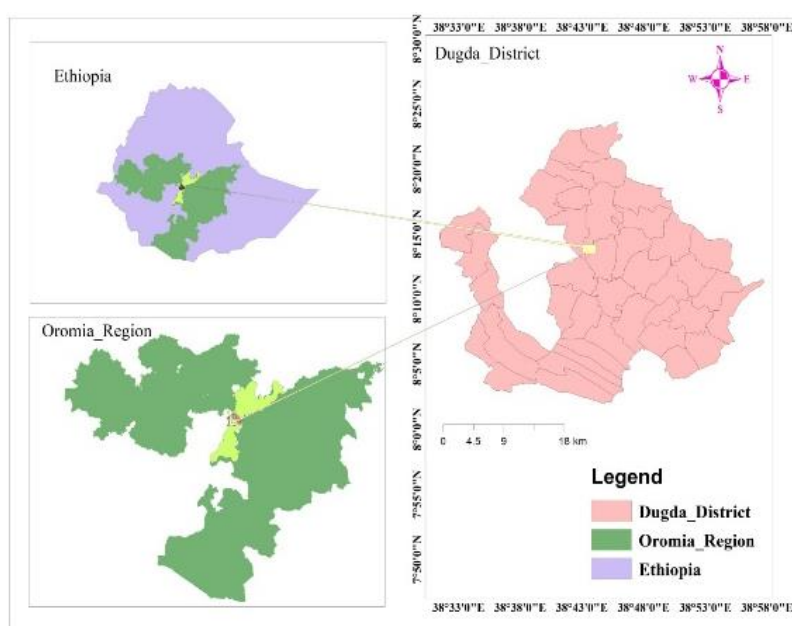 Ethiopia
Oromia_Region
38°33'0"E 38°38'0"E 38°43'0"E 38°48'0"E 38°53'0"E 38°58'0"E
Dugda_District
N
W E
S
8°30'0"N
8°25'0"N
8°20'0"N
8°15'0"N
8°10'0"N
8°5'0"N
8°0'0"N
7°55'0"N
7°50'0"N
0 4.5 9 18 km
Legend
Dugda_District
Oromia_Region
Ethiopia
38°33'0"E 38°38'0"E 38°43'0"E 38°48'0"E 38°53'0"E 38°58'0"E